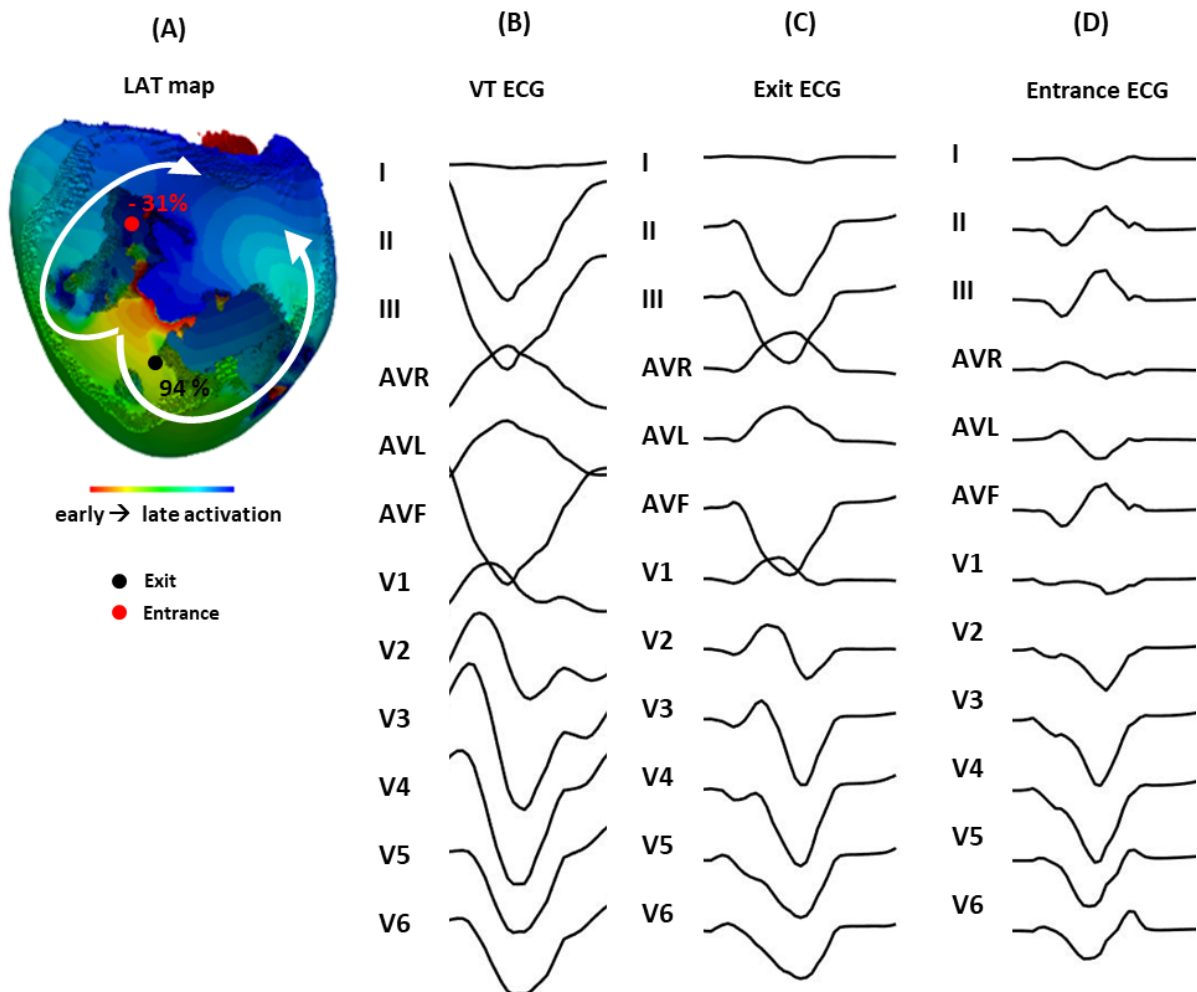 (A)
LAT map
- 31%
94 %
early → late activation
Exit
Entrance
(B)
VT ECG
I
II
III
AVR
AVL
AVF
V1
V2
V3
V4
V5
V6
(C)
Exit ECG
I
II
III
AVR
AVL
AVF
V1
V2
V3
V4
V5
V6
(D)
Entrance ECG
I
II
III
AVR
AVL
AVF
V1
V2
V3
V4
V5
V6